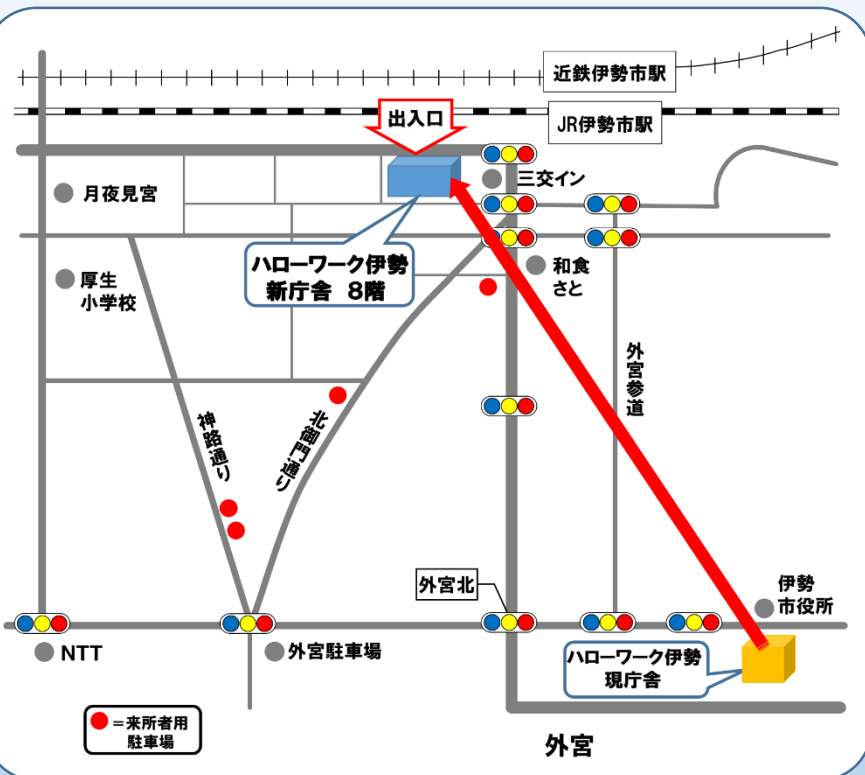 近鉄伊勢市駅
JR伊勢市駅
出入口
月夜見宮
三交イン
ハローワーク伊勢
新庁舎 8階
和食
さと
厚生
小学校
外宮参道
神路通り
北御門通り
外宮北
伊勢
市役所
NTT
外宮駐車場
ハローワーク伊勢
現庁舎
=来所者用
駐車場
外宮